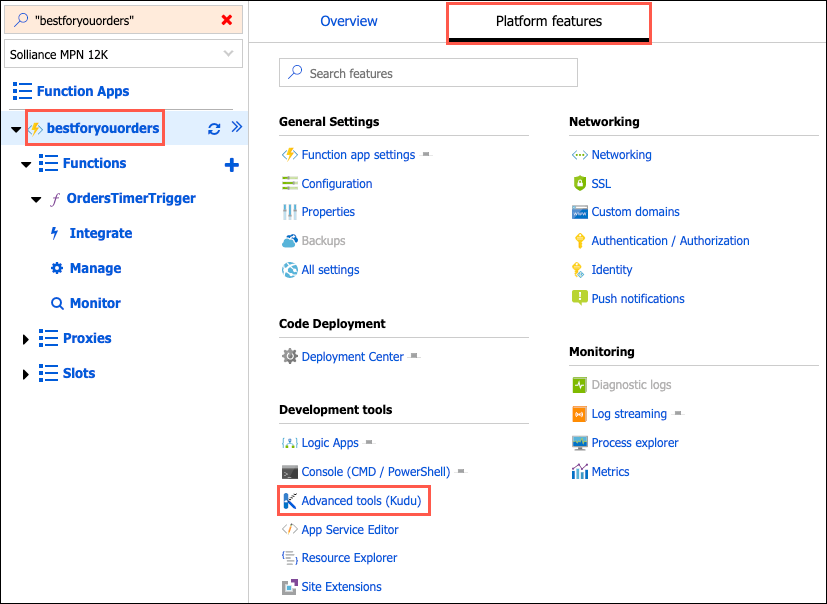 "bestforyouorders"
Solliance MPN 12K
Function Apps
bestforyouorders
Functions
OrdersTimerTrigger
Integrate
Manage
Monitor
Proxies
Slots
Overview
Platform features
Search features
General Settings
Function app settings
Configuration
Properties
Backups
All settings
Code Deployment
Deployment Center
Development tools
Logic Apps
Console (CMD / PowerShell)
Advanced tools (Kudu)
App Service Editor
Resource Explorer
Site Extensions
Networking
Networking
SSL
Custom domains
Authentication / Authorization
Identity
Push notifications
Monitoring
Diagnostic logs
Log streaming
Process explorer
Metrics